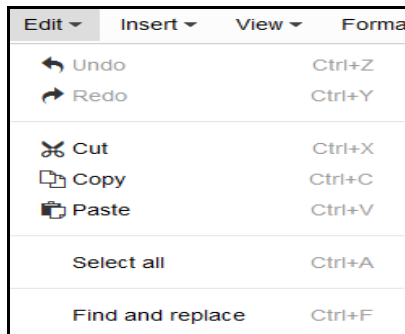 Edit Insert View Forma
Undo Ctrl+Z
Redo Ctrl+Y
Cut Ctrl+X
Copy Ctrl+C
Paste Ctrl+V
Select all Ctrl+A
Find and replace Ctrl+F